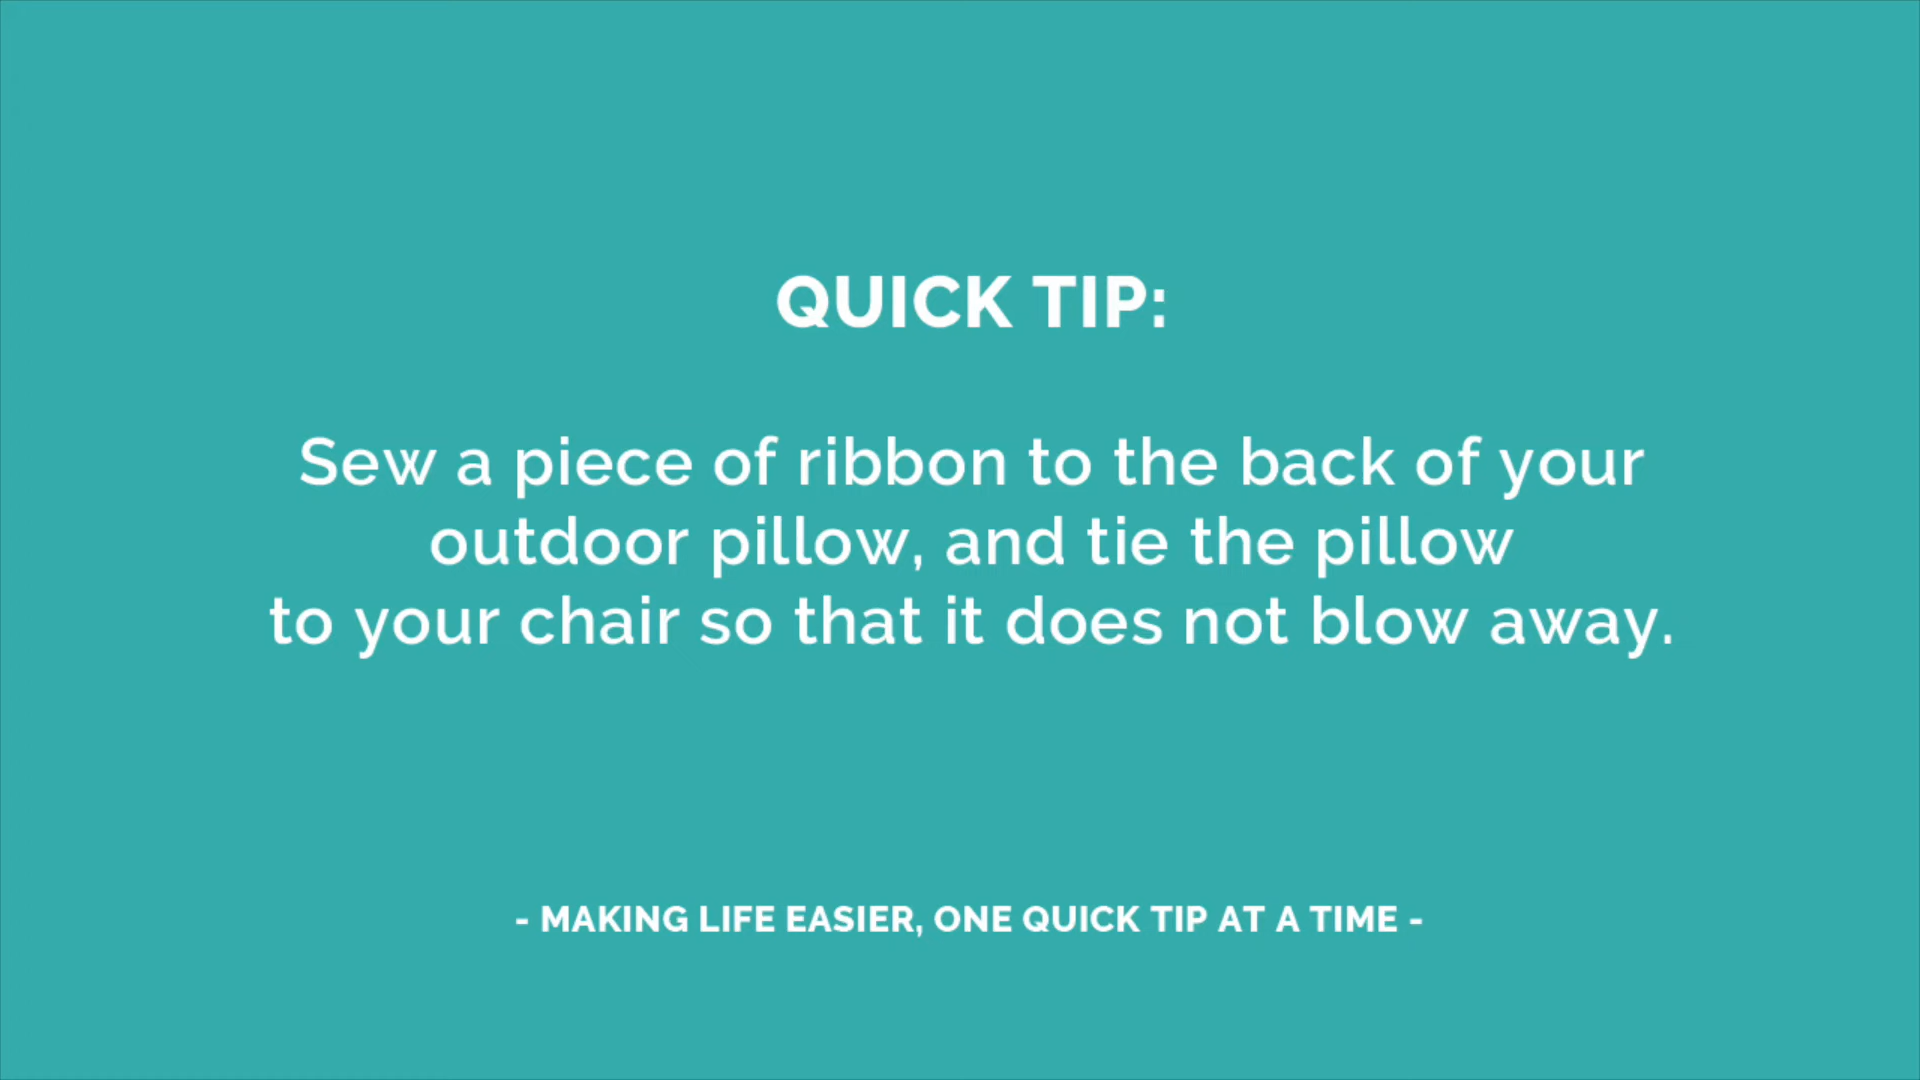 QUICK TIP:
Sew a piece of ribbon to the back of your
outdoor pillow, and tie the pillow
to your chair so that it does not blow away.
- MAKING LIFE EASIER, ONE QUICK TIP AT A TIME -